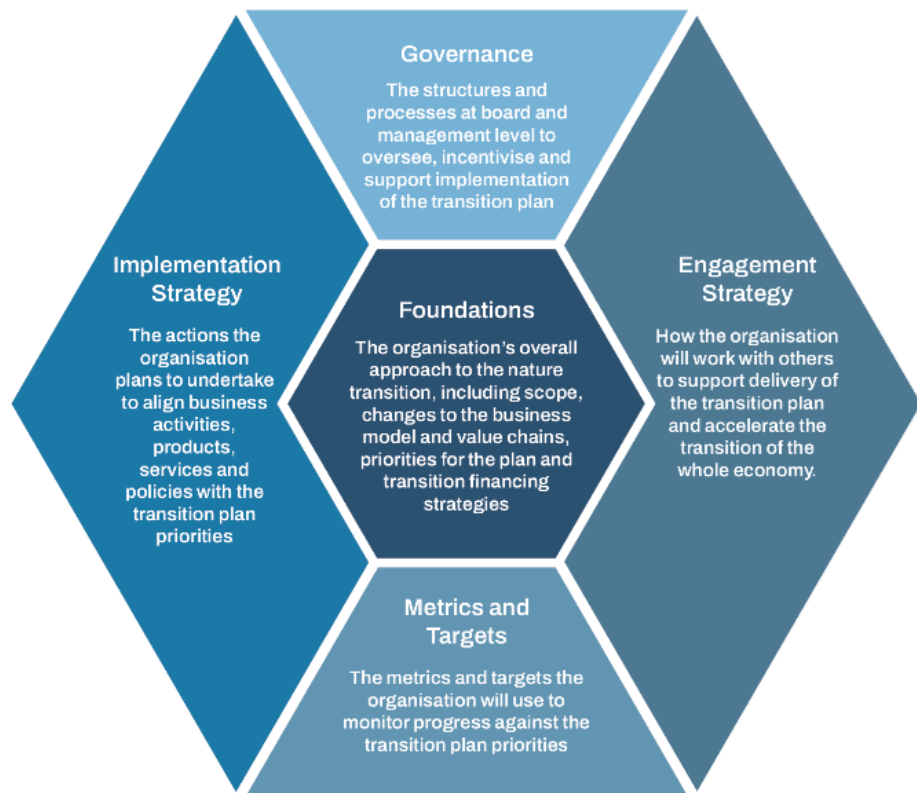 Governance
The structures and
processes at board and
management level to
oversee, incentivise and
support implementation
of the transition plan
Implementation
Strategy
The actions the
organisation
plans to undertake
to align business
activities,
products,
services and
policies with the
transition plan
priorities
Foundations
The organisation's overall
approach to the nature
transition, including scope,
changes to the business
model and value chains,
priorities for the plan and
transition financing
strategies
Engagement
Strategy
How the organisation
will work with others
to support delivery of
the transition plan
and accelerate the
transition of the
whole economy.
Metrics and
Targets
The metrics and targets the
organisation will use to
monitor progress against the
transition plan priorities